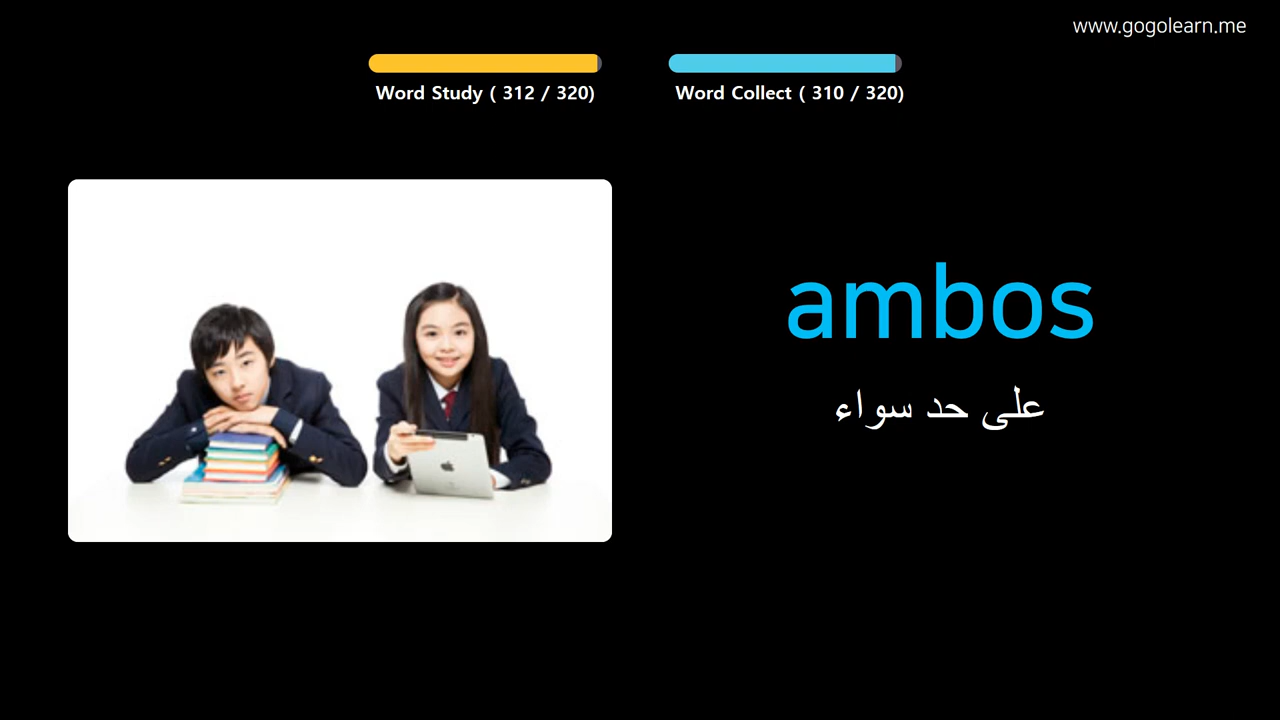 www.gogolearn.me
Word Study ( 312 / 320)
Word Collect ( 310 / 320)
ambos
على حد سواء